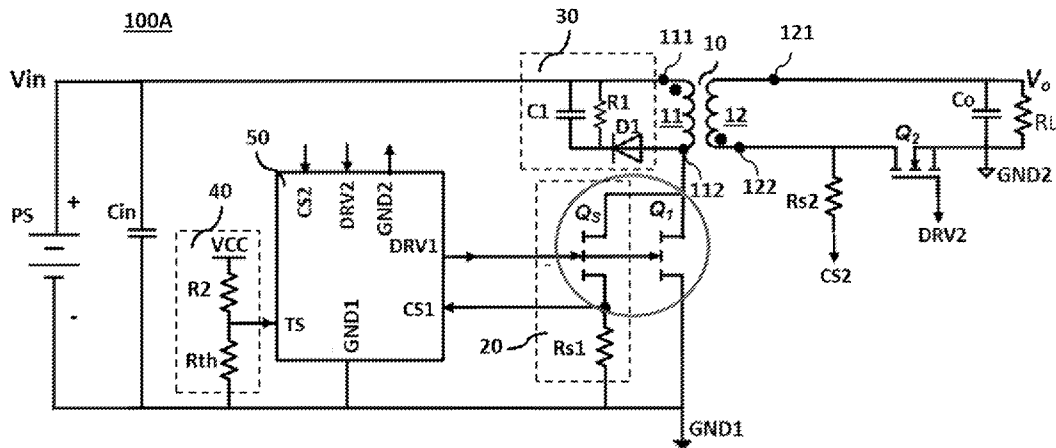 100A
30
111
10
121
Vin
Vo
R1
C1
D1
11
12
Co
RL
50
112
122
Q2
GND2
CS2
DRV2
GND2
QS
Q1
Rs2
DRV2
CS2
PS
+
Cin
40
VCC
DRV1
R2
CS1
-
TS
GND1
Rth
20
Rs1
GND1